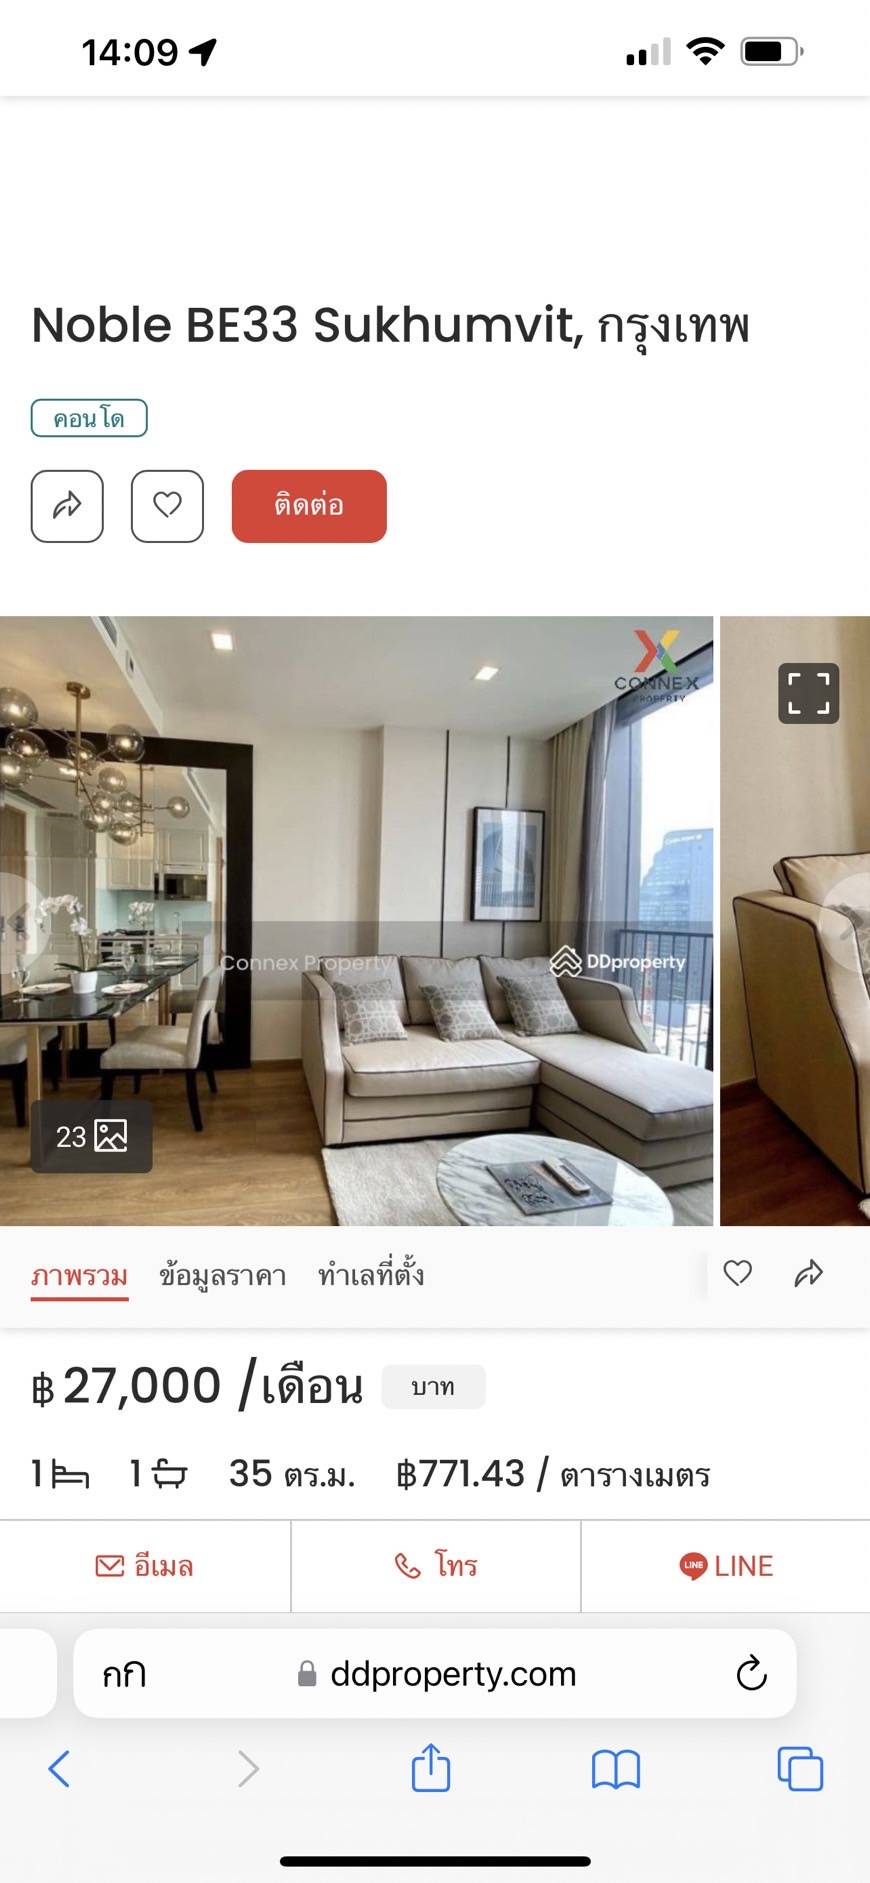 14:09
Noble BE33 Sukhumvit, กรุงเทพ
คอนโด
ติดต่อ
CONNEX
PROPERTY
Connex Property
DDproperty
23
ภาพรวม ข้อมูลราคา ทำเลที่ตั้ง
฿27,000 /เดือน บาท
1 1 35 ตร.ม. ฿771.43 / ตารางเมตร
อีเมล โทร LINE LINE
กก ddproperty.com